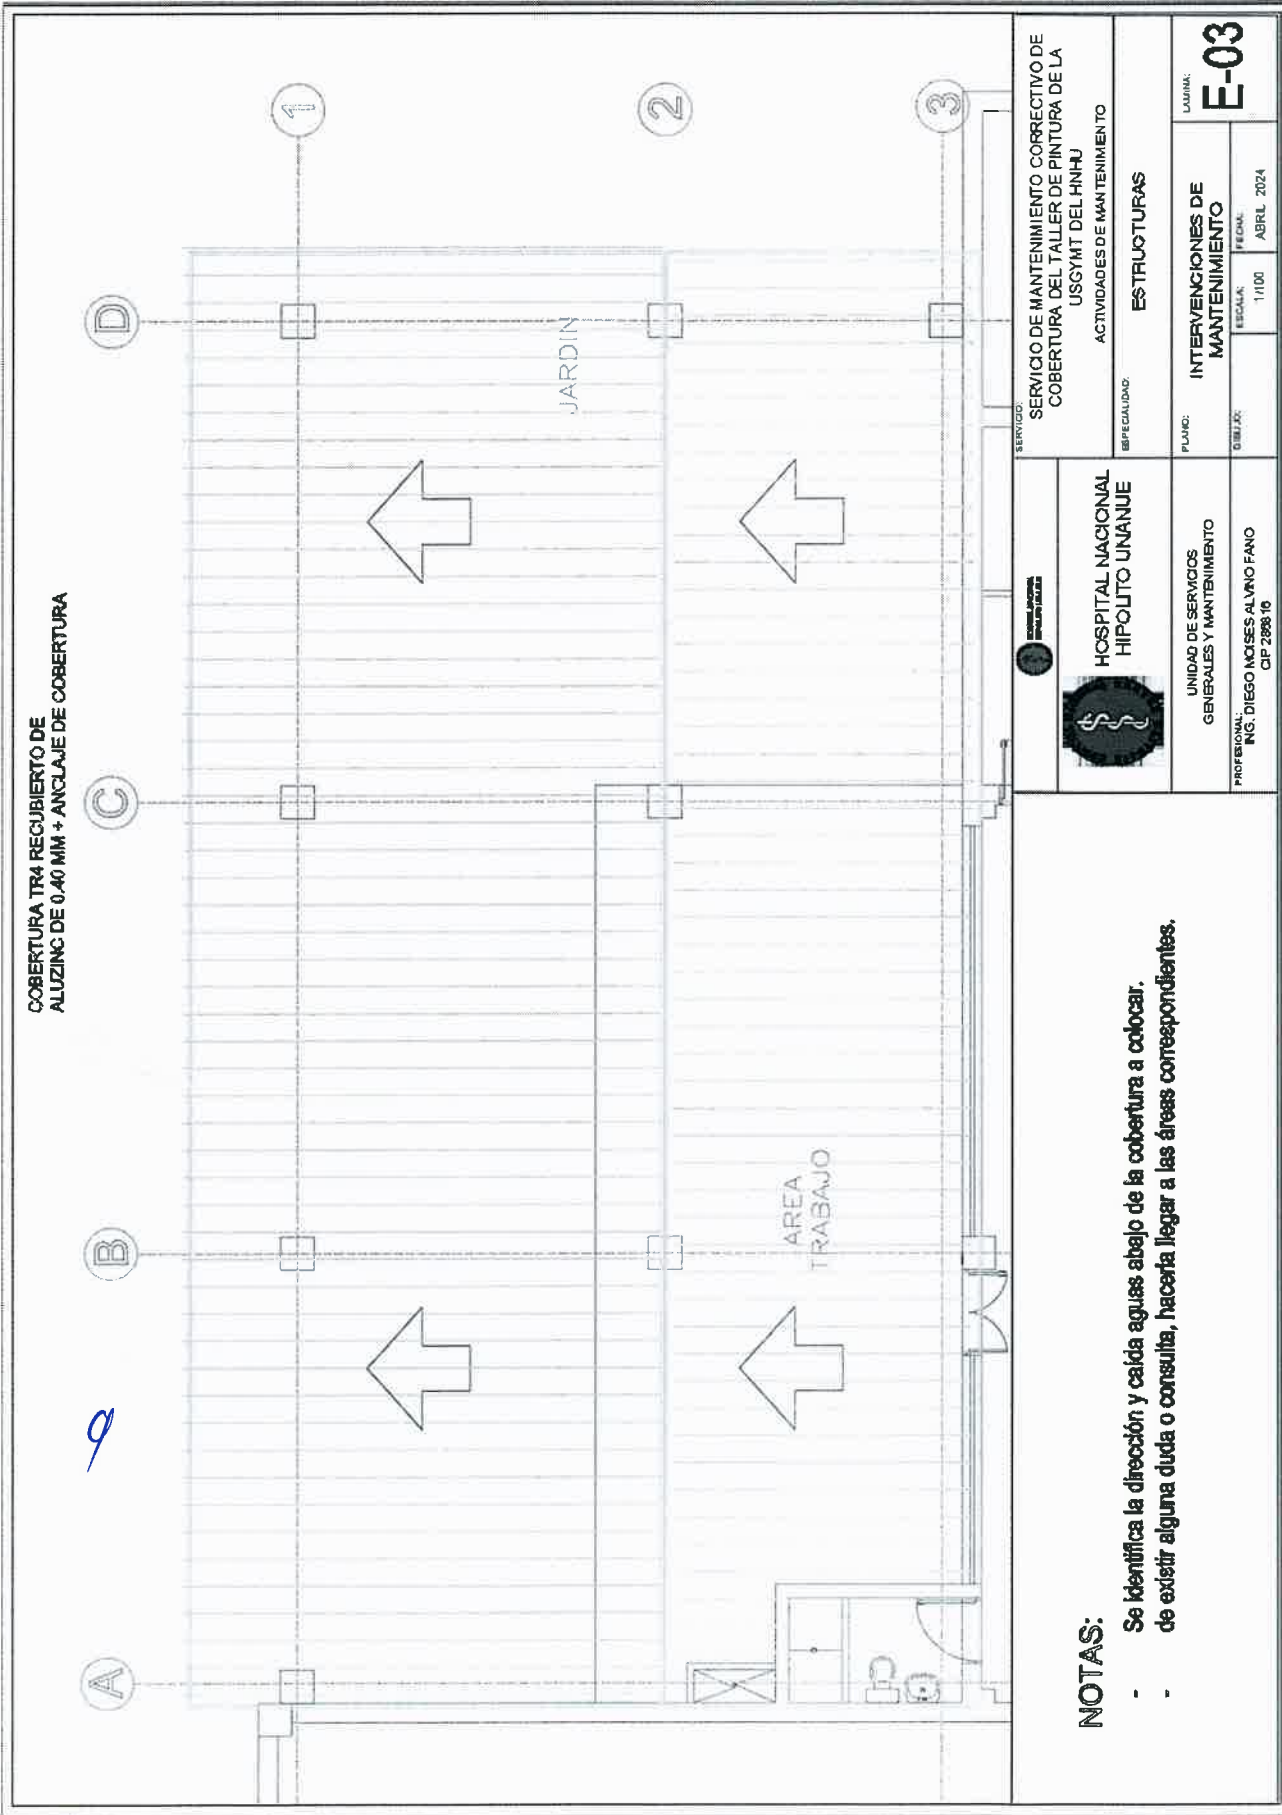 COBERTURA TR4 RECUBIERTO DE
ALUZINC DE 0.40 MM + ANCLAJE DE COBERTURA
A
B
C
D
1
2
3
JARDIN
AREA
TRABAJO
NOTAS:
- Se identifica la dirección y caída aguas abajo de la cobertura a colocar.
- de existir alguna duda o consulta, hacerla llegar a las áreas correspondientes.
HOSPITAL NACIONAL
HIPOLITO UNANUE
UNIDAD DE SERVICIOS
GENERALES Y MANTENIMIENTO
PROFESIONAL:
ING. DIEGO MOISES ALVINO FANO
SERVICIO:
SERVICIO DE MANTENIMIENTO CORRECTIVO DE
COBERTURA DEL TALLER DE PINTURA DE LA
USGYMT DEL HNHU
ACTIVIDADES DE MANTENIMIENTO
ESPECIALIDAD:
ESTRUCTURAS
PLANO:
INTERVENCIONES DE
MANTENIMIENTO
DIBUJO:
ESCALA:
1/100
FECHA:
ABRIL 2024
LAMINA:
E-03